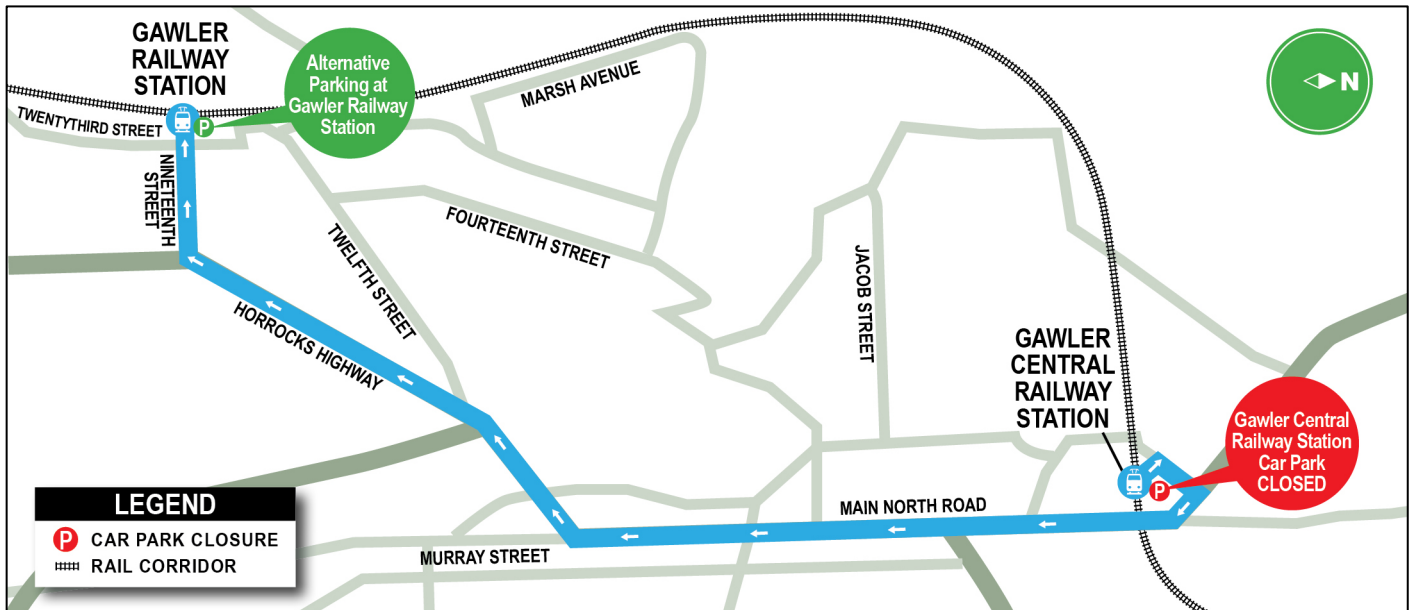 GAWLER
RAILWAY
STATION
Alternative
Parking at
Gawler Railway
Station
MARSH AVENUE
N
TWENTYTHIRD STREET
P
NINETEENTH
STREET
FOURTEENTH STREET
TWELFTH STREET
JACOB STREET
HORROCKS HIGHWAY
GAWLER
CENTRAL
RAILWAY
STATION
Gawler Central
Railway Station
Car Park
CLOSED
P
MAIN NORTH ROAD
MURRAY STREET
LEGEND
P CAR PARK CLOSURE
RAIL CORRIDOR